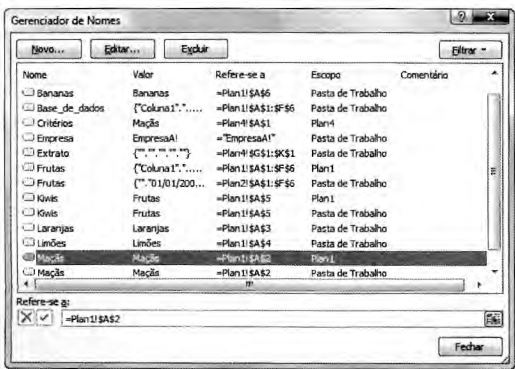 Gerenciador de Nomes
Novo... Editar... Excluir Filtrar
Nome Valor Refere-se a Escopo Comentário
Bananas Bananas =Plan1!$A$6 Pasta de Trabalho
Base_de_dados {"Coluna1"."..... =Plan1!$A$1:$F$6 Pasta de Trabalho
Critérios Maçãs =Plan4!$A$1 Plan4
Empresa EmpresaA! ="EmpresaA!" Pasta de Trabalho
Extrato {"".""."".""."" } =Plan4!$G$1:$K$1 Pasta de Trabalho
Frutas {"Coluna1"."..... =Plan1!$A$1:$F$6 Plan1
Frutas {""."01/01/200... =Plan2!$A$1:$F$6 Pasta de Trabalho
Kiwis Frutas =Plan1!$A$5 Plan1
Kiwis Frutas =Plan1!$A$5 Pasta de Trabalho
Laranjas Laranjas =Plan1!$A$3 Pasta de Trabalho
Limões Limões =Plan1!$A$4 Pasta de Trabalho
Maçãs Maçãs =Plan1!$A$2 Plan1
Maçãs Maçãs =Plan1!$A$2 Pasta de Trabalho
Refere-se a:
=Plan1!$A$2
Fechar